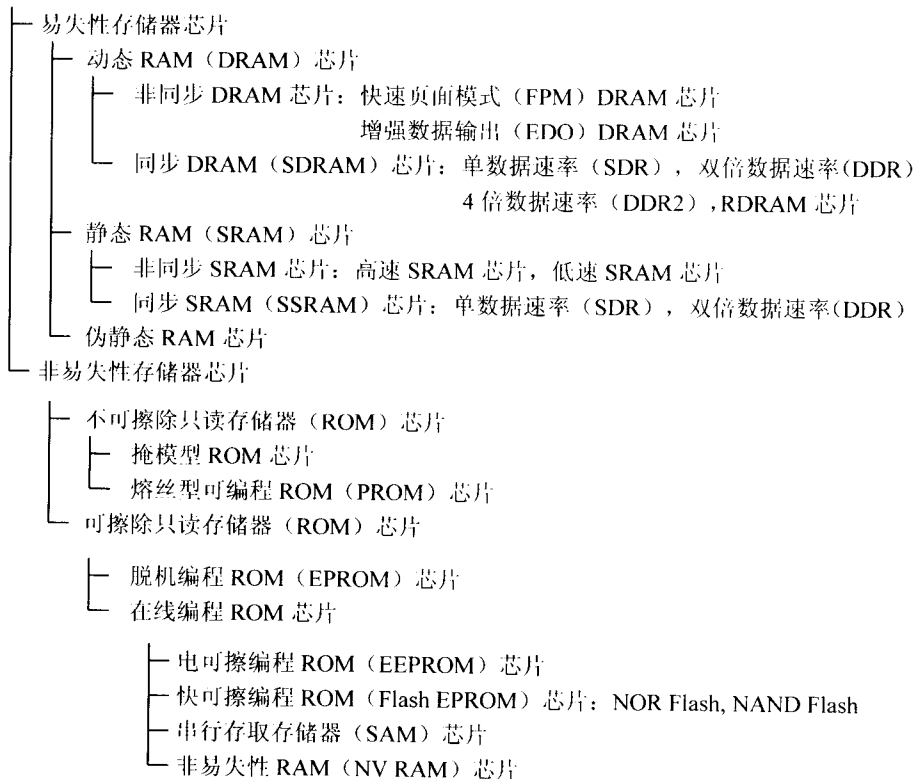 易失性存储器芯片
动态 RAM（DRAM）芯片
非同步 DRAM 芯片：快速页面模式（FPM）DRAM 芯片
增强数据输出（EDO）DRAM 芯片
同步 DRAM（SDRAM）芯片：单数据速率（SDR），双倍数据速率(DDR)
4 倍数据速率（DDR2）,RDRAM 芯片
静态 RAM（SRAM）芯片
非同步 SRAM 芯片：高速 SRAM 芯片，低速 SRAM 芯片
同步 SRAM（SSRAM）芯片：单数据速率（SDR），双倍数据速率(DDR）
伪静态 RAM 芯片
非易失性存储器芯片
不可擦除只读存储器（ROM）芯片
掩模型 ROM 芯片
熔丝型可编程 ROM（PROM）芯片
可擦除只读存储器（ROM）芯片
脱机编程 ROM（EPROM）芯片
在线编程 ROM 芯片
电可擦编程 ROM（EEPROM）芯片
快可擦编程 ROM（Flash EPROM）芯片：NOR Flash, NAND Flash
串行存取存储器（SAM）芯片
非易失性 RAM（NV RAM）芯片